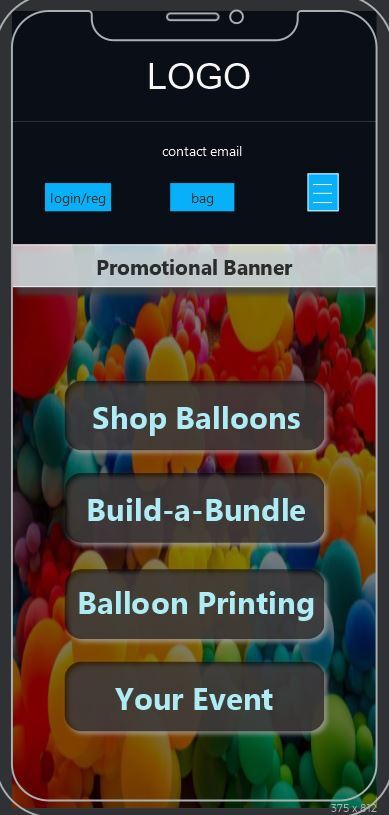 LOGO
contact email
login/reg
bag
Promotional Banner
Shop Balloons
Build-a-Bundle
Balloon Printing
Your Event
375 x 812